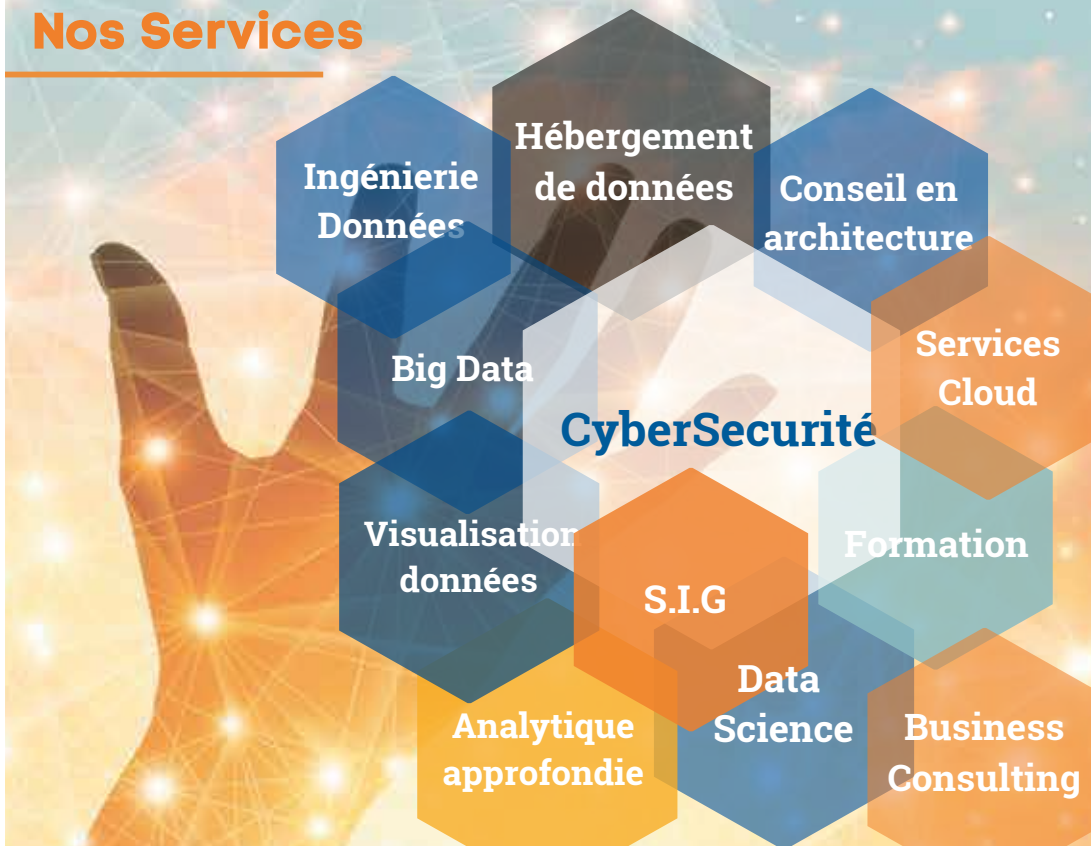 Nos Services
Hébergement
de données
Ingénierie
Données
Conseil en
architecture
Services
Cloud
Big Data
CyberSecurité
Visualisation
données
Formation
S.I.G
Data
Science
Analytique
approfondie
Business
Consulting